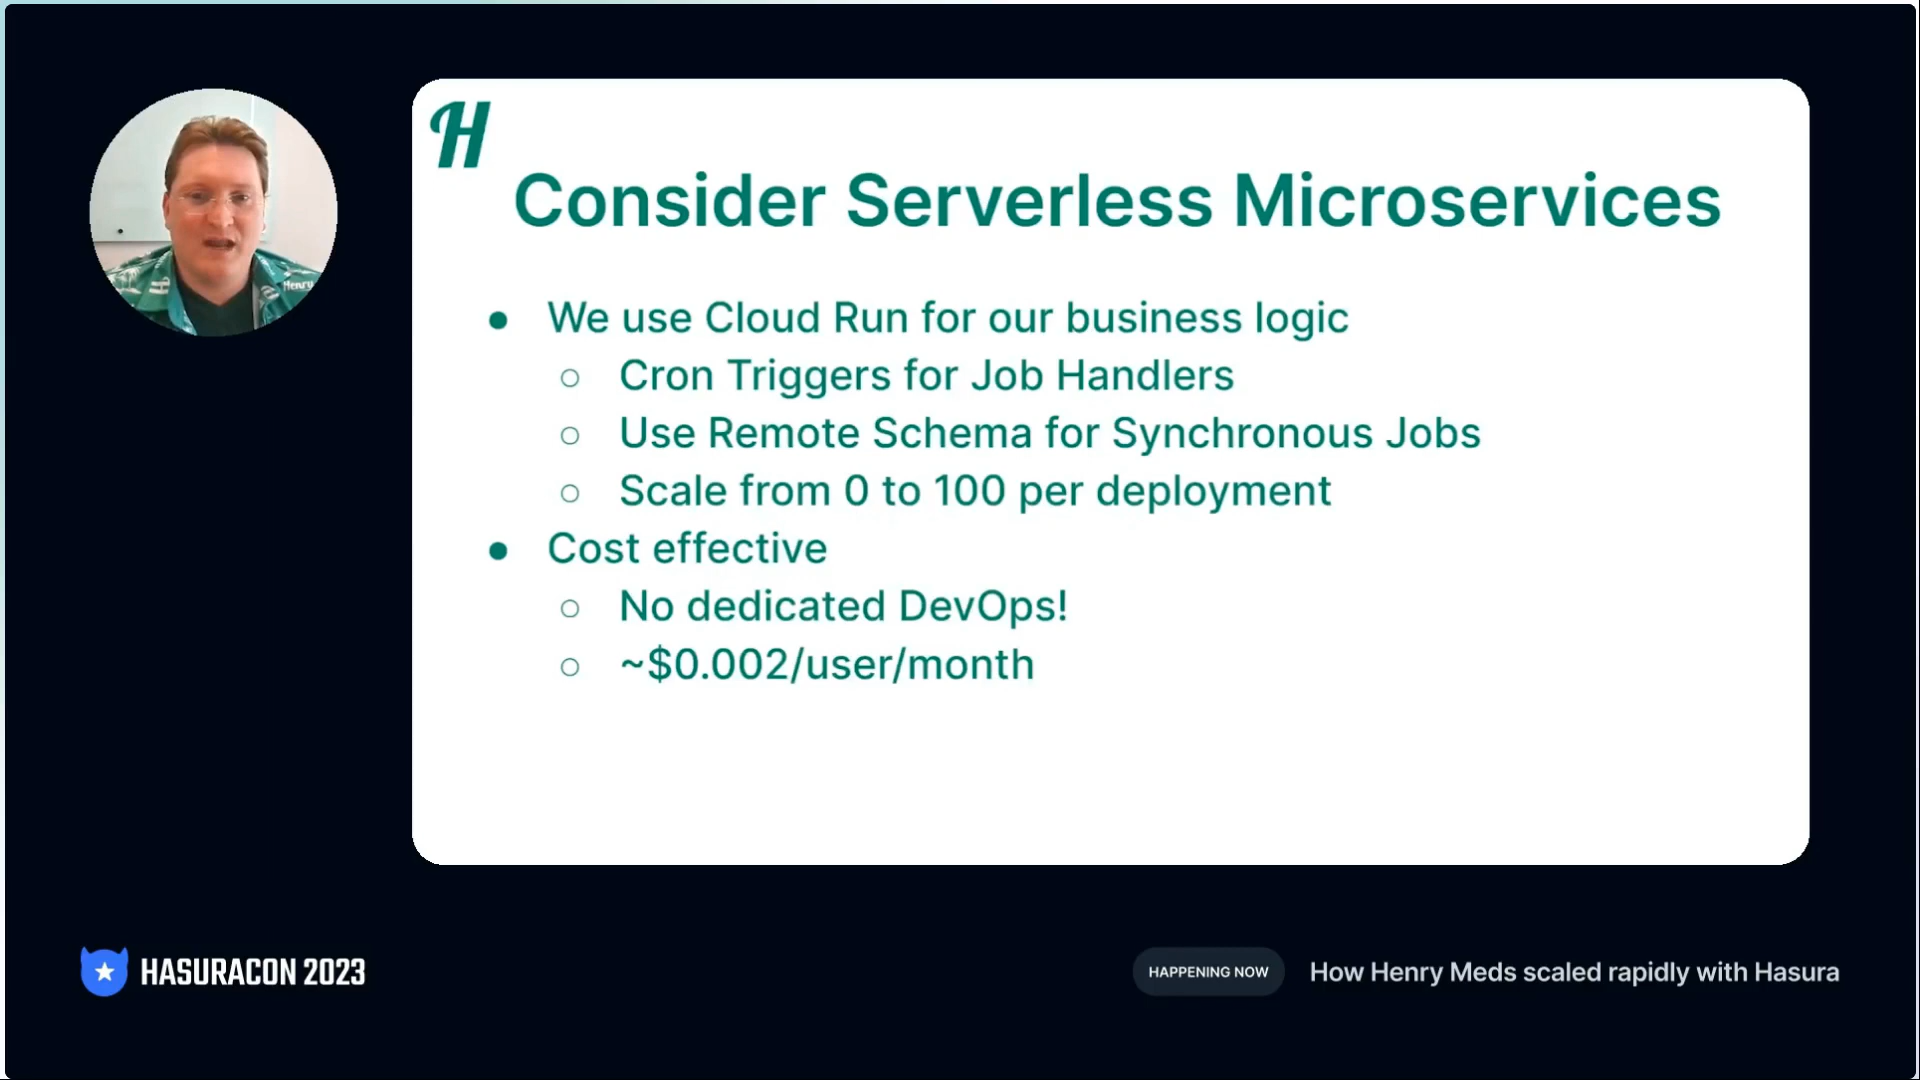 H
Consider Serverless Microservices
● We use Cloud Run for our business logic
○ Cron Triggers for Job Handlers
○ Use Remote Schema for Synchronous Jobs
○ Scale from 0 to 100 per deployment
● Cost effective
○ No dedicated DevOps!
○ ~$0.002/user/month
Henry
HASURACON 2023
HAPPENING NOW
How Henry Meds scaled rapidly with Hasura